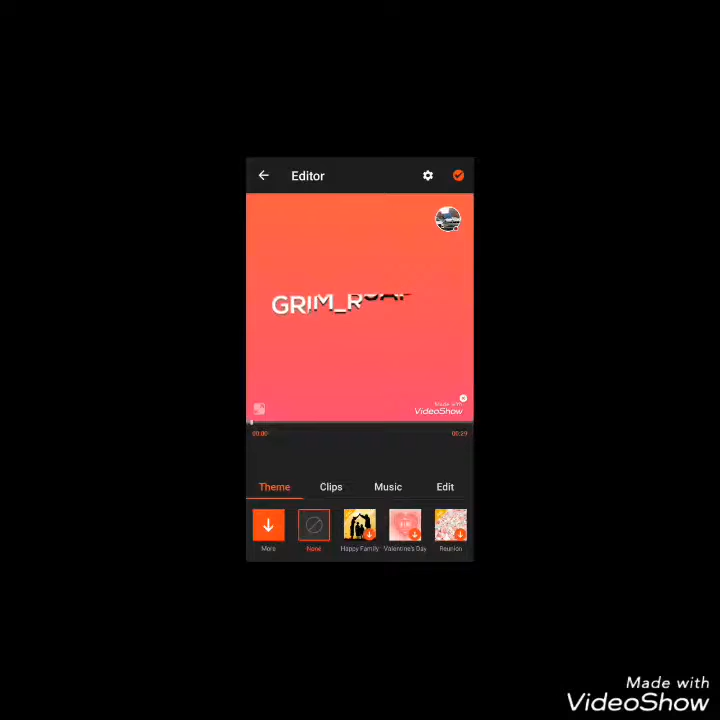 Editor
GRIM_R
Made with
VideoShow
00:00
00:29
Theme Clips Music Edit
More None Happy Family Valentine's Day Reunion
Made with
VideoShow